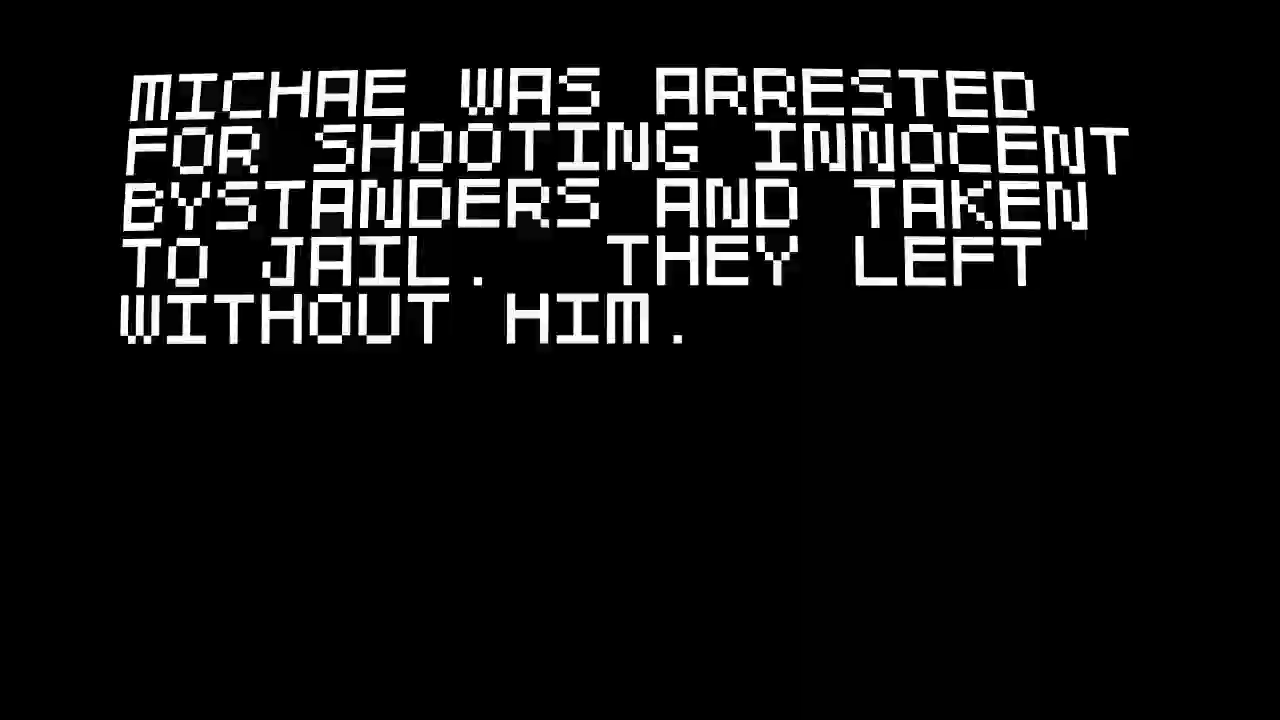 MICHAE WAS ARRESTED
FOR SHOOTING INNOCENT
BYSTANDERS AND TAKEN
TO JAIL.  THEY LEFT
WITHOUT HIM.